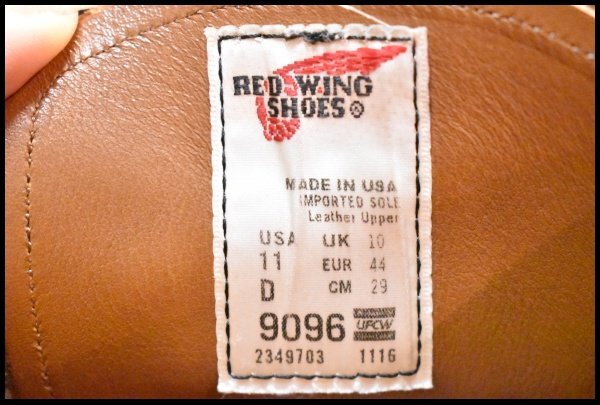 RED WING
SHOES ®
MADE IN USA
IMPORTED SOLE
Leather Upper
USA UK 10
11 EUR 44
D CM 29
9096 UFCW
2349703 1116